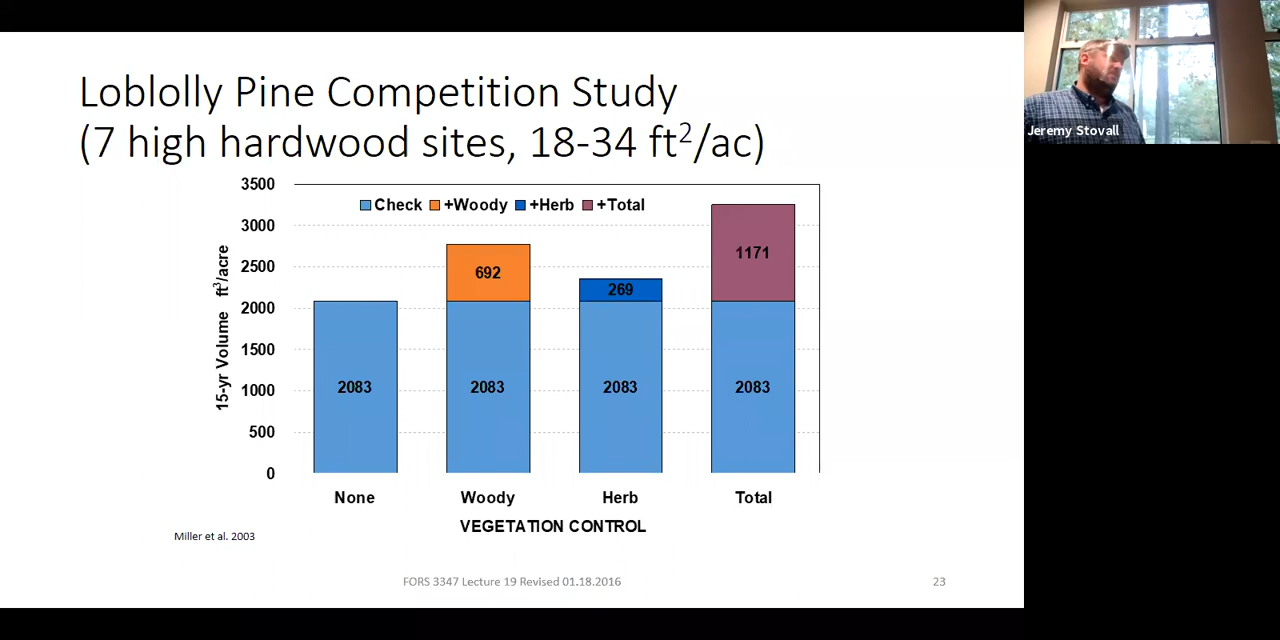 Loblolly Pine Competition Study
(7 high hardwood sites, 18-34 ft²/ac)
3500
3000
2500
2000
1500
1000
500
0
15-yr Volume ft³/acre
Check +Woody +Herb +Total
2083
692
2083
269
2083
1171
2083
None Woody Herb Total
VEGETATION CONTROL
Miller et al. 2003
FORS 3347 Lecture 19 Revised 01.18.2016
23
Jeremy Stovall